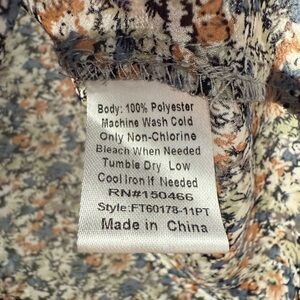 Body: 100% Polyester
Machine Wash Cold
Only Non-Chlorine
Bleach When Needed
Tumble Dry Low
Cool Iron if Needed
RN#150466
Style:FT60178-11PT
Made in China